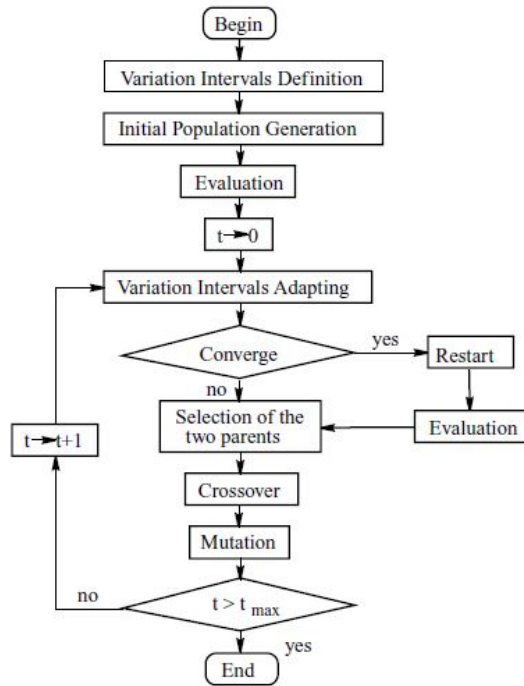 Begin
Variation Intervals Definition
Initial Population Generation
Evaluation
t→0
Variation Intervals Adapting
Converge
yes
Restart
no
Selection of the
two parents
Evaluation
t→t+1
Crossover
Mutation
no
t > t max
yes
End